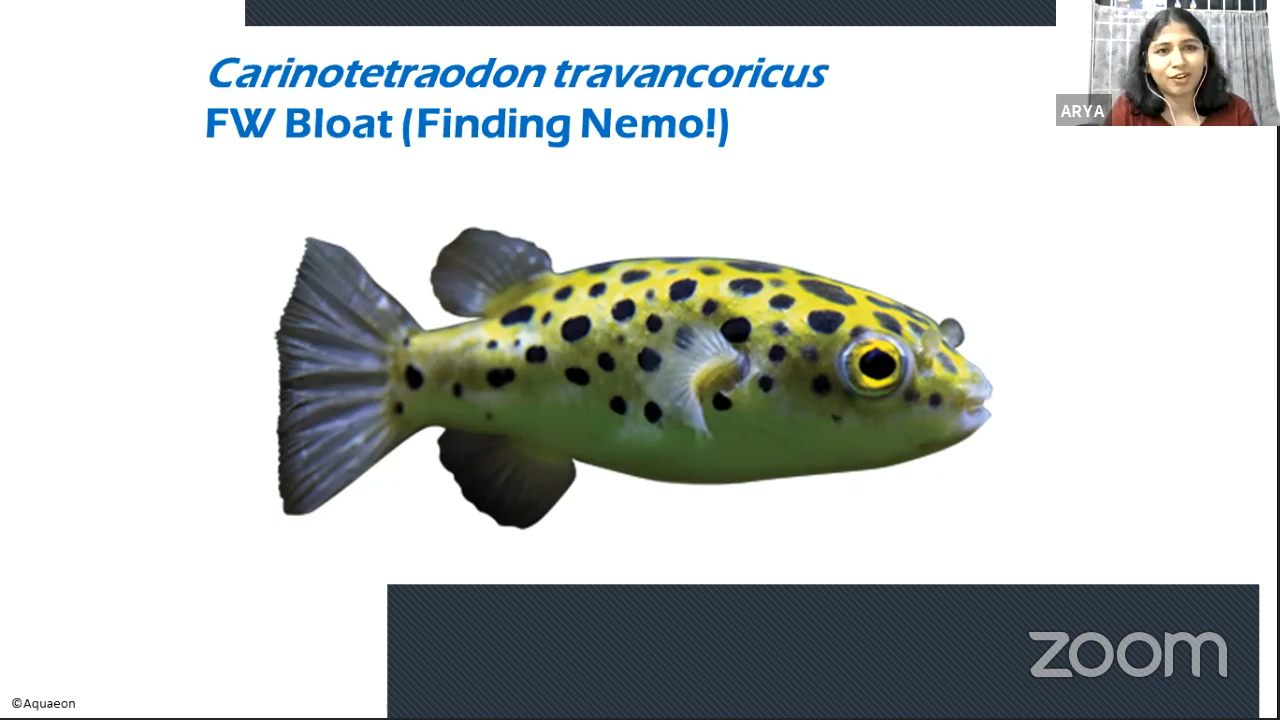 Carinotetraodon travancoricus
FW Bloat (Finding Nemo!)
ARYA
zoom
©Aquaeon